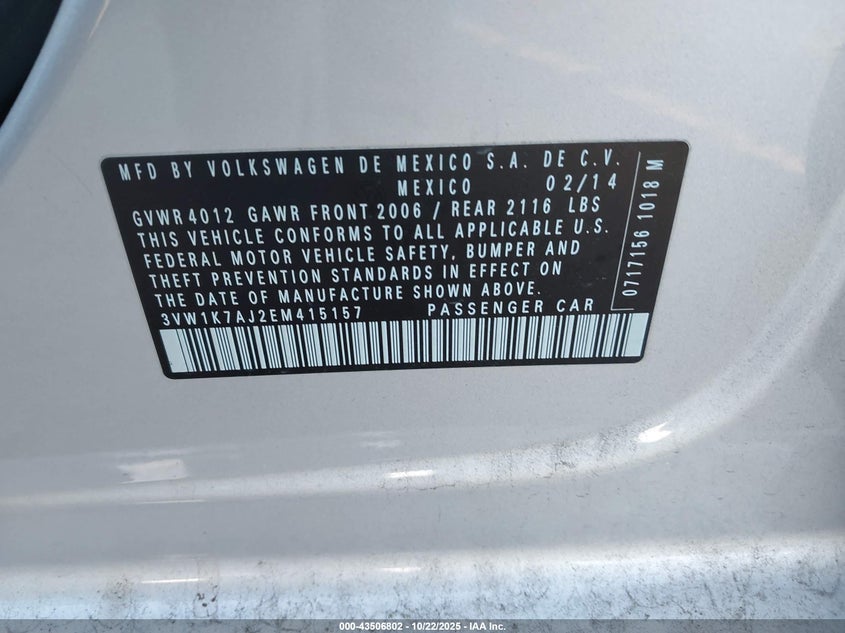 MFD BY VOLKSWAGEN DE MEXICO S.A. DE C.V.
MEXICO 02/14
GVWR 4012 GAWR FRONT 2006 / REAR 2116 LBS
THIS VEHICLE CONFORMS TO ALL APPLICABLE U.S.
FEDERAL MOTOR VEHICLE SAFETY, BUMPER AND
THEFT PREVENTION STANDARDS IN EFFECT ON
THE DATE OF MANUFACTURE SHOWN ABOVE.
3VW1K7AJ2EM415157 PASSENGER CAR
0717156 1018 M
000-43506802 - 10/22/2025 - IAA Inc.